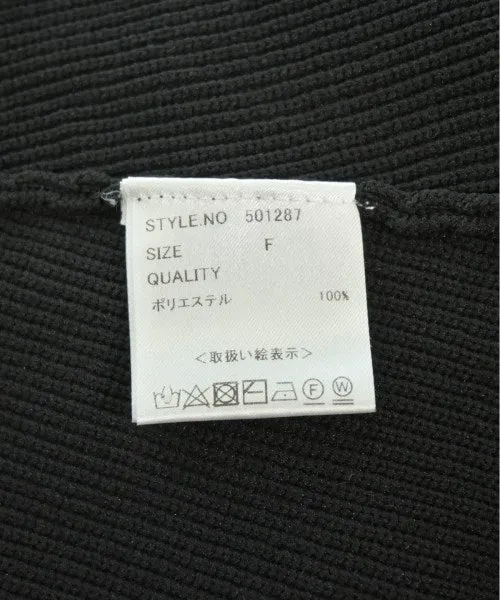 STYLE.NO 501287
SIZE F
QUALITY
ポリエステル 100%
＜取扱い絵表示＞
F W